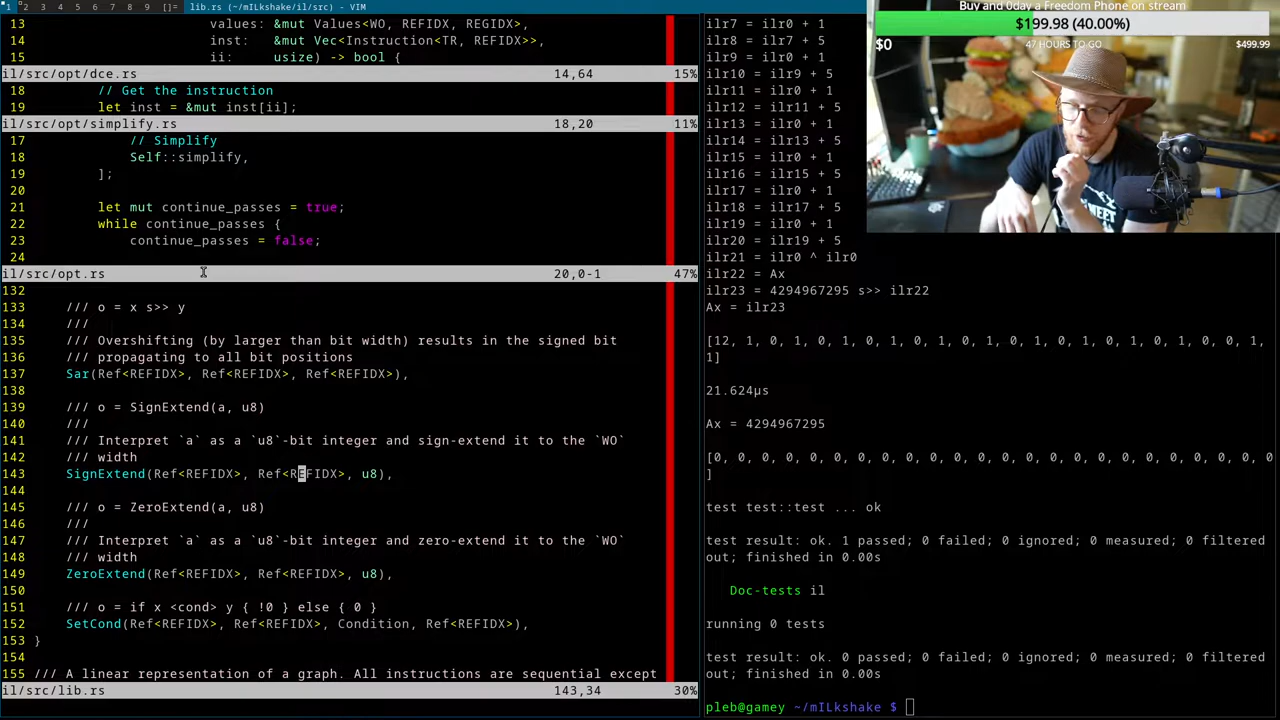 1 2 3 4 5 6 7 8 9 []= lib.rs (~/mILkshake/il/src) - VIM
values: &mut Values<WO, REFIDX, REGIDX>,
14 inst: &mut Vec<Instruction<TR, REFIDX>>,
15 ii: usize) -> bool {
il/src/opt/dce.rs 14,64 15%
18 // Get the instruction
19 let inst = &mut inst[ii];
il/src/opt/simplify.rs 18,20 11%
17 // Simplify
18 Self::simplify,
19 ];
20
21 let mut continue_passes = true;
22 while continue_passes {
23 continue_passes = false;
24
il/src/opt.rs 20,0-1 47%
132
133 /// o = x s>> y
134 ///
135 /// Overshifting (by larger than bit width) results in the signed bit
136 /// propagating to all bit positions
137 Sar(Ref<REFIDX>, Ref<REFIDX>, Ref<REFIDX>),
138
139 /// o = SignExtend(a, u8)
140 ///
141 /// Interpret `a` as a `u8`-bit integer and sign-extend it to the `WO`
142 /// width
143 SignExtend(Ref<REFIDX>, Ref<REFIDX>, u8),
144
145 /// o = ZeroExtend(a, u8)
146 ///
147 /// Interpret `a` as a `u8`-bit integer and zero-extend it to the `WO`
148 /// width
149 ZeroExtend(Ref<REFIDX>, Ref<REFIDX>, u8),
150
151 /// o = if x <cond> y { !0 } else { 0 }
152 SetCond(Ref<REFIDX>, Ref<REFIDX>, Condition, Ref<REFIDX>),
153 }
154
155 /// A linear representation of a graph. All instructions are sequential except
il/src/lib.rs 143,34 30%
ilr7 = ilr0 + 1
ilr8 = ilr7 + 5
ilr9 = ilr0 + 1
ilr10 = ilr9 + 5
ilr11 = ilr0 + 1
ilr12 = ilr11 + 5
ilr13 = ilr0 + 1
ilr14 = ilr13 + 5
ilr15 = ilr0 + 1
ilr16 = ilr15 + 5
ilr17 = ilr0 + 1
ilr18 = ilr17 + 5
ilr19 = ilr0 + 1
ilr20 = ilr19 + 5
ilr21 = ilr0 ^ ilr0
ilr22 = Ax
ilr23 = 4294967295 s>> ilr22
Ax = ilr23
[12, 1, 0, 1, 0, 1, 0, 1, 0, 1, 0, 1, 0, 1, 0, 1, 0, 1, 0, 0, 1,
1]
21.624µs
Ax = 4294967295
[0, 0, 0, 0, 0, 0, 0, 0, 0, 0, 0, 0, 0, 0, 0, 0, 0, 0, 0, 0, 0, 0
]
test test::test ... ok
test result: ok. 1 passed; 0 failed; 0 ignored; 0 measured; 0 filtered
out; finished in 0.00s
Doc-tests il
running 0 tests
test result: ok. 0 passed; 0 failed; 0 ignored; 0 measured; 0 filtered
out; finished in 0.00s
pleb@gamey ~/mILkshake $
Buy and 0day a Freedom Phone on stream
$199.98 (40.00%)
$0 47 HOURS TO GO $499.99